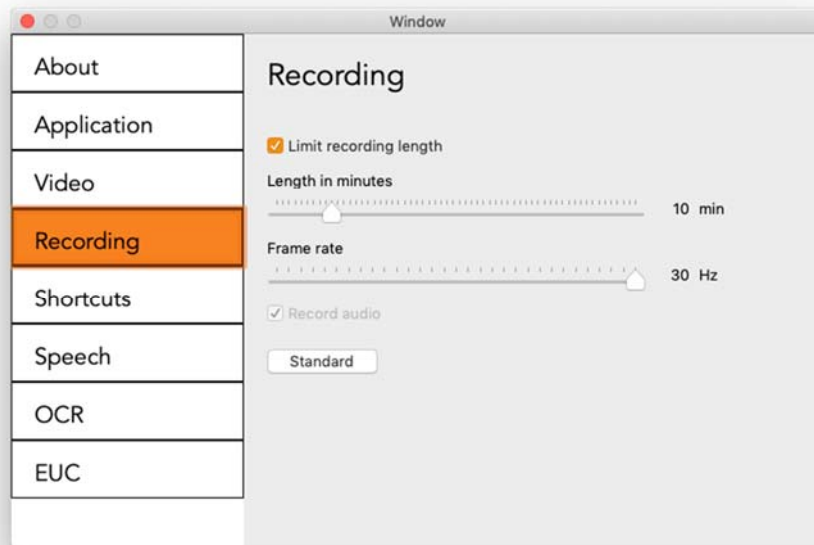 Window
About
Application
Video
Recording
Shortcuts
Speech
OCR
EUC
Recording
Limit recording length
Length in minutes
10 min
Frame rate
30 Hz
Record audio
Standard